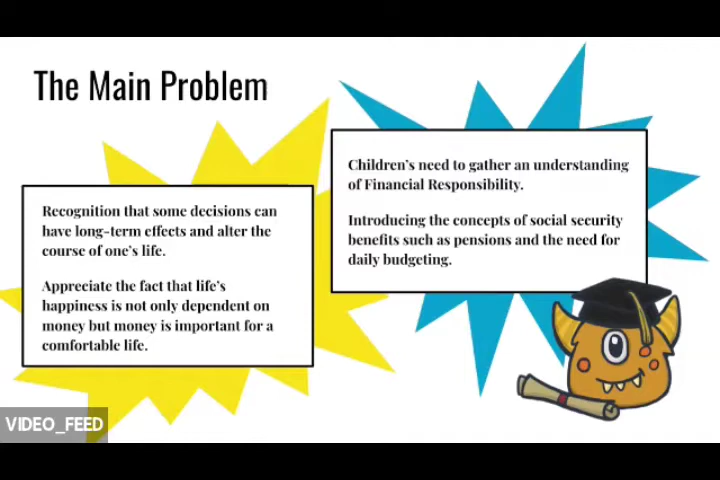 The Main Problem
Recognition that some decisions can
have long-term effects and alter the
course of one's life.
Appreciate the fact that life's
happiness is not only dependent on
money but money is important for a
comfortable life.
Children's need to gather an understanding
of Financial Responsibility.
Introducing the concepts of social security
benefits such as pensions and the need for
daily budgeting.
VIDEO_FEED